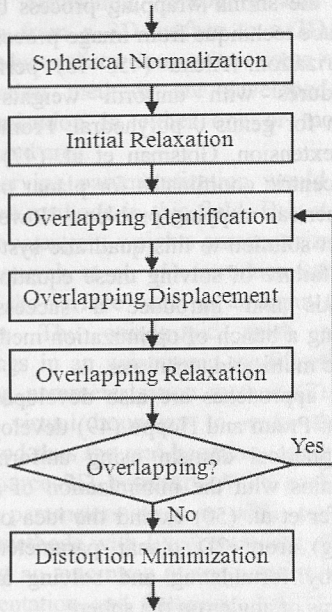 Spherical Normalization
Initial Relaxation
Overlapping Identification
Overlapping Displacement
Overlapping Relaxation
Overlapping?
Yes
No
Distortion Minimization